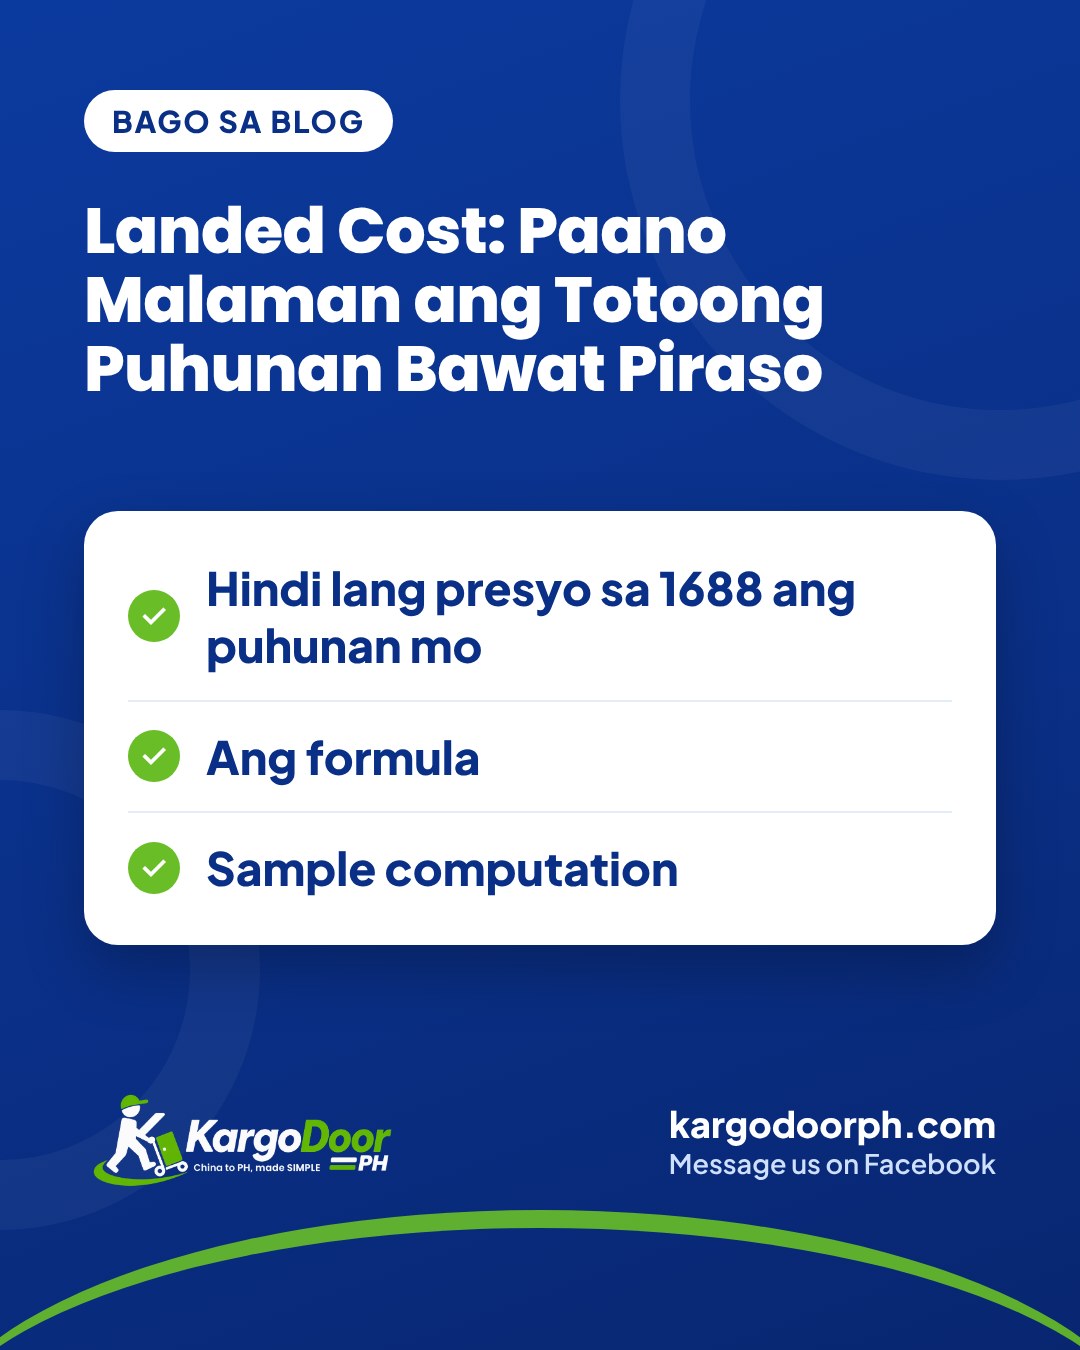 BAGO SA BLOG
Landed Cost: Paano
Malaman ang Totoong
Puhunan Bawat Piraso
Hindi lang presyo sa 1688 ang
puhunan mo
Ang formula
Sample computation
KargoDoor
China to PH, made SIMPLE PH
kargodoorph.com
Message us on Facebook